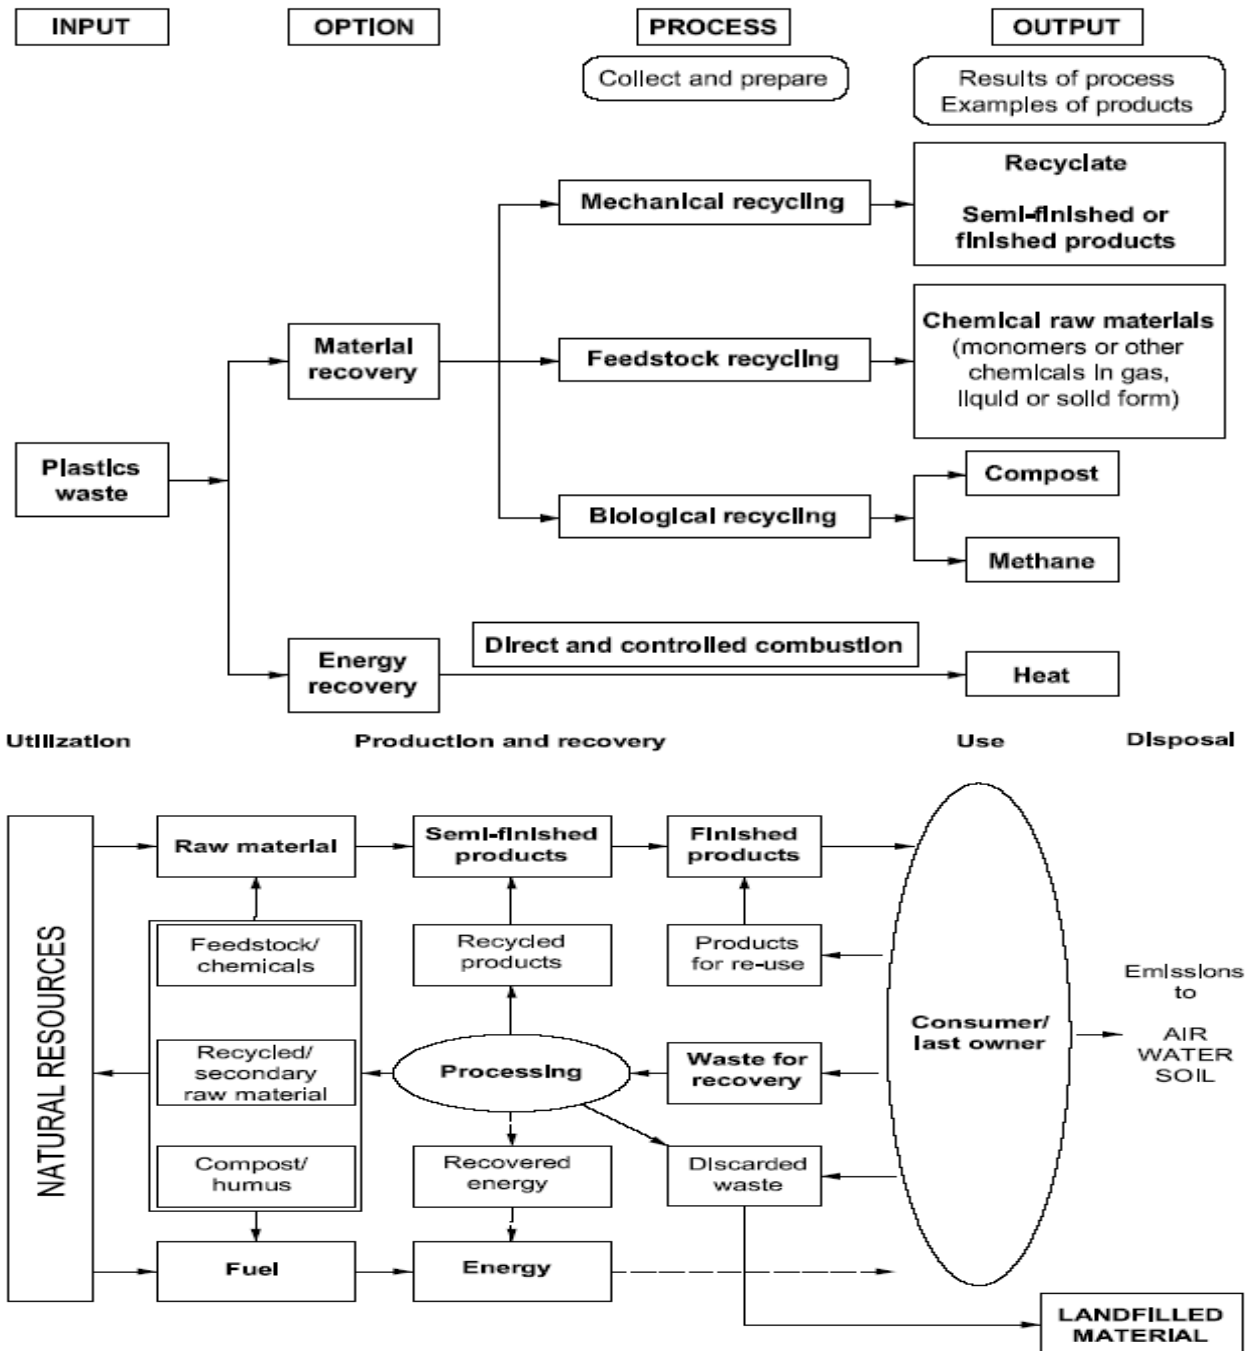 INPUT
OPTION
PROCESS
OUTPUT
Collect and prepare
Results of process
Examples of products
Mechanical recycling
Recyclate
Semi-finished or
finished products
Material
recovery
Feedstock recycling
Chemical raw materials
(monomers or other
chemicals in gas,
liquid or solid form)
Plastics
waste
Biological recycling
Compost
Methane
Energy
recovery
Direct and controlled combustion
Heat
Utilization
Production and recovery
Use
Disposal
NATURAL RESOURCES
Raw material
Semi-finished
products
Finished
products
Feedstock/
chemicals
Recycled
products
Products
for re-use
Recycled/
secondary
raw material
Processing
Waste for
recovery
Consumer/
last owner
Emissions
to
AIR
WATER
SOIL
Compost/
humus
Recovered
energy
Discarded
waste
Fuel
Energy
LANDFILLED
MATERIAL